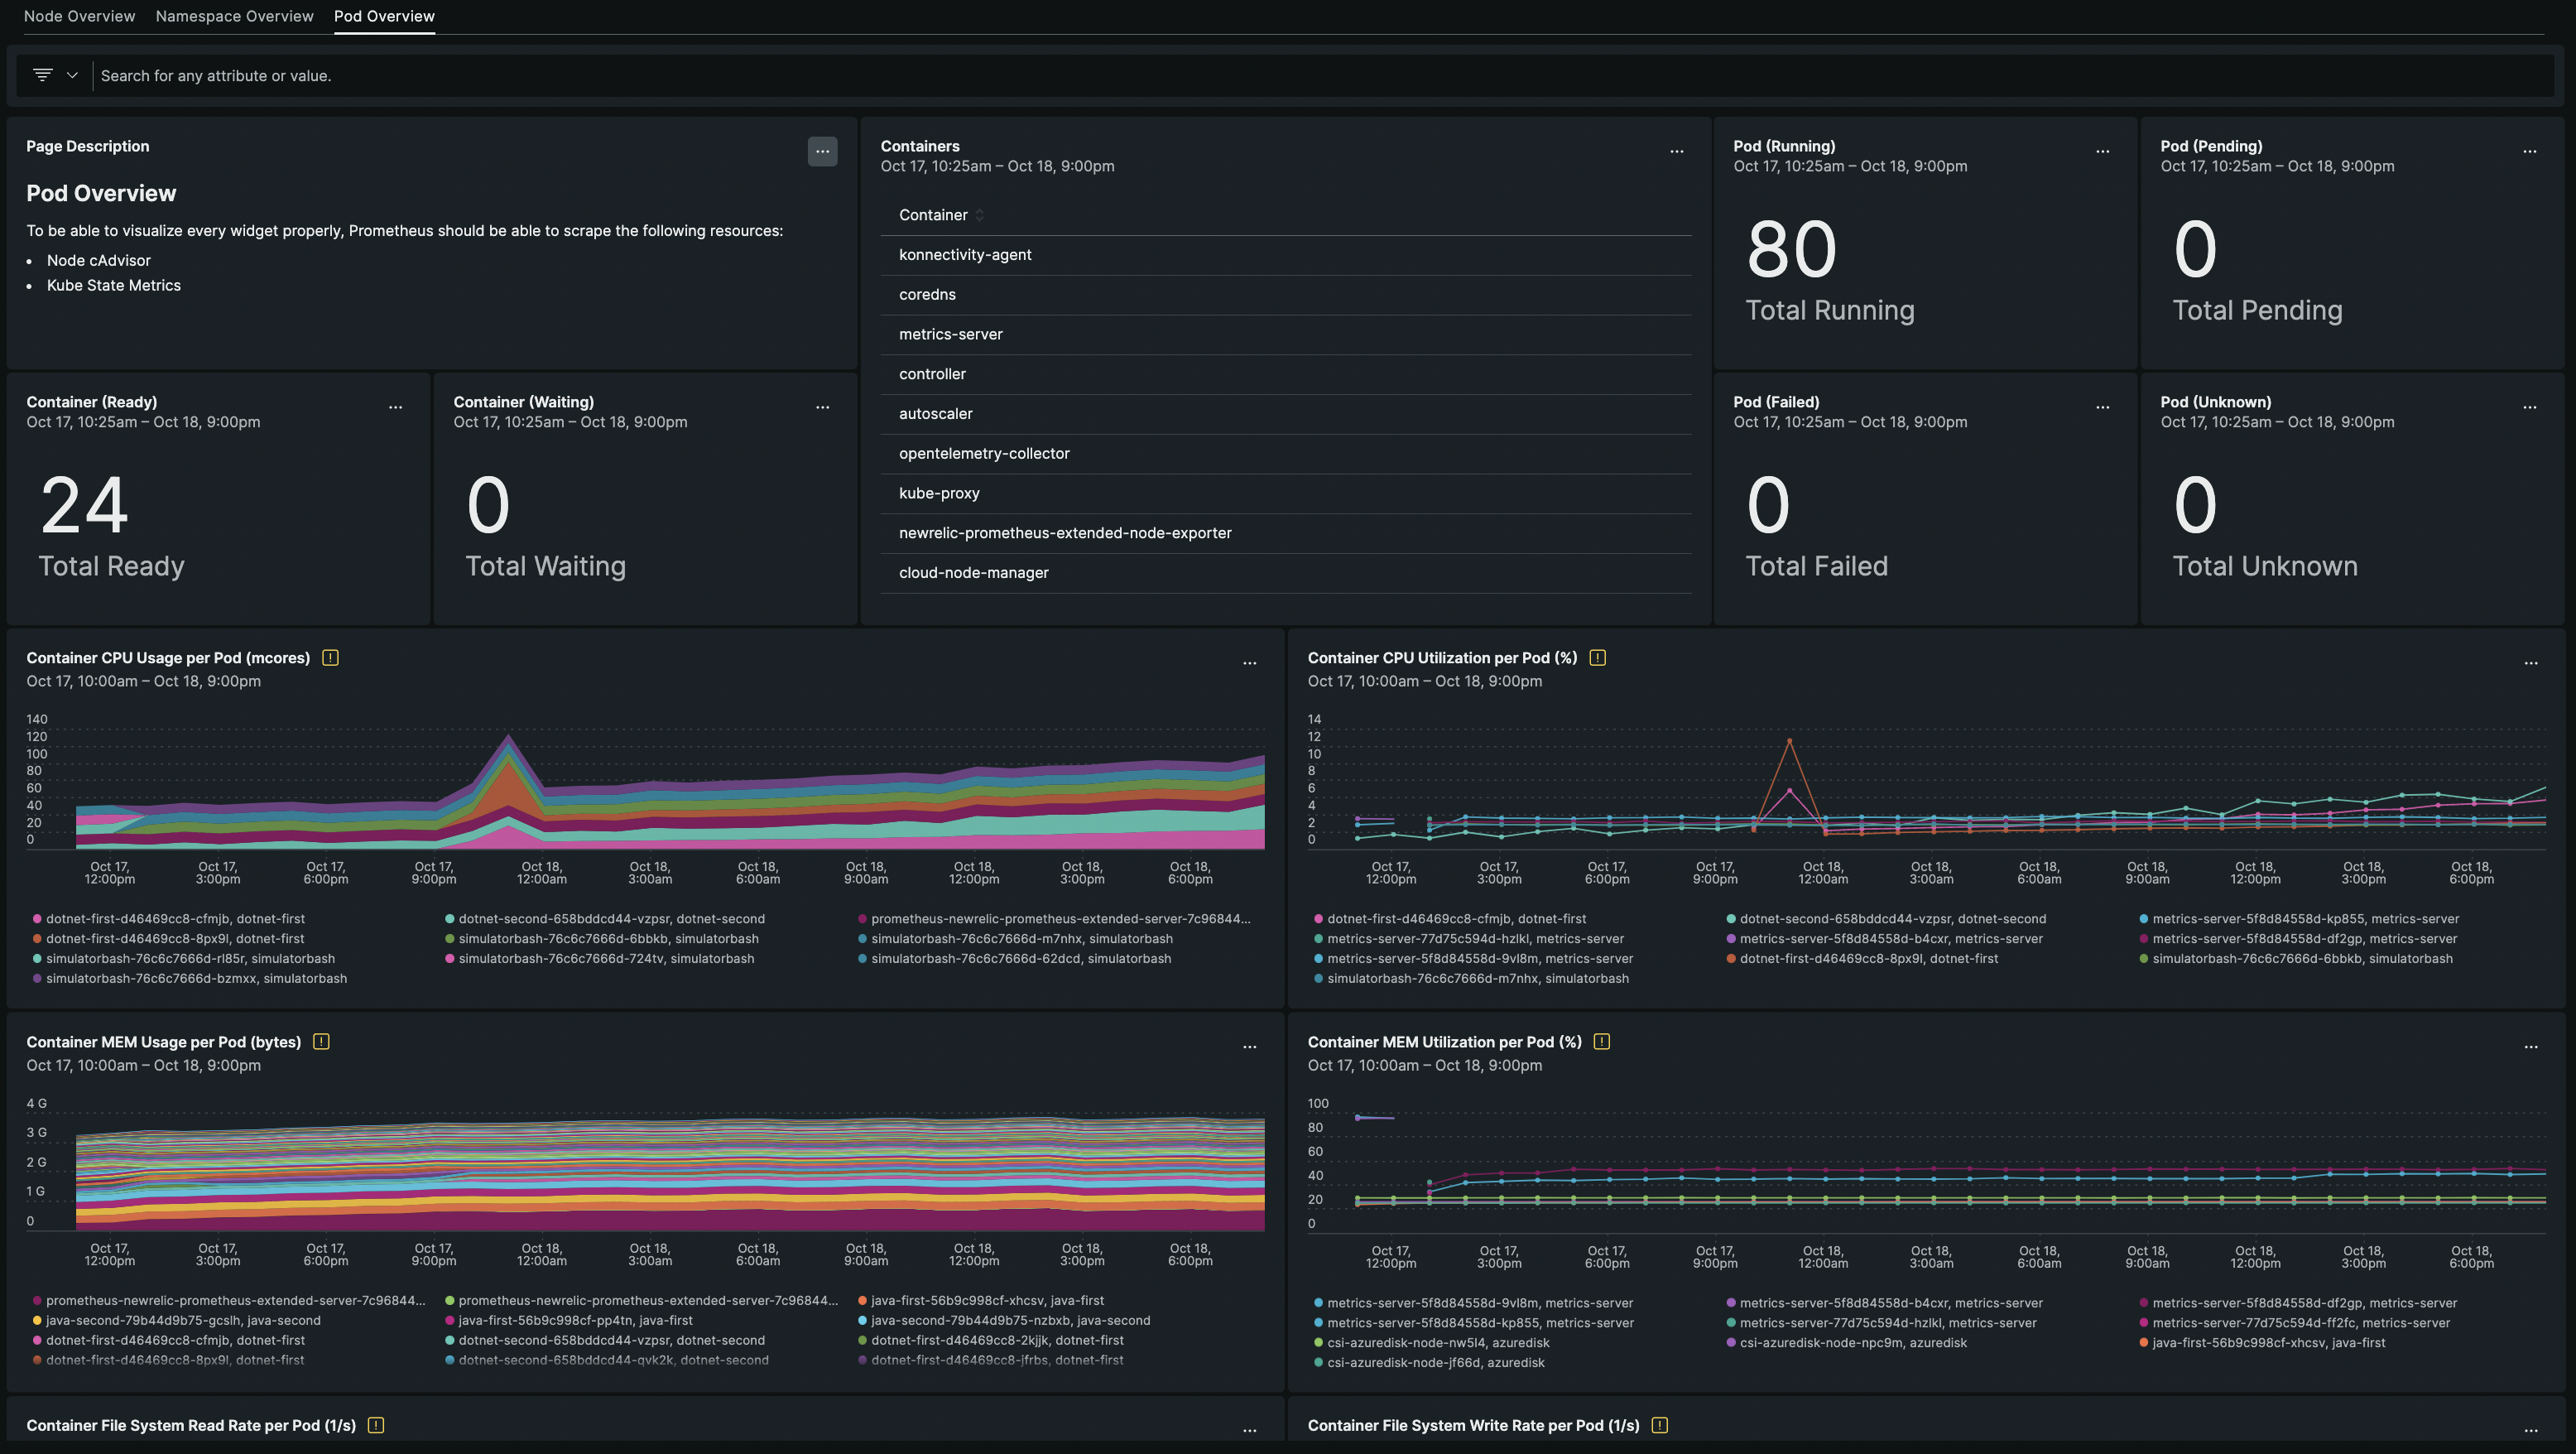 Node Overview Namespace Overview Pod Overview
Search for any attribute or value.
Page Description
Pod Overview
To be able to visualize every widget properly, Prometheus should be able to scrape the following resources:
Node cAdvisor
Kube State Metrics
Containers
Oct 17, 10:25am – Oct 18, 9:00pm
Container
konnectivity-agent
coredns
metrics-server
controller
autoscaler
opentelemetry-collector
kube-proxy
newrelic-prometheus-extended-node-exporter
cloud-node-manager
Pod (Running)
Oct 17, 10:25am – Oct 18, 9:00pm
80
Total Running
Pod (Pending)
Oct 17, 10:25am – Oct 18, 9:00pm
0
Total Pending
Container (Ready)
Oct 17, 10:25am – Oct 18, 9:00pm
24
Total Ready
Container (Waiting)
Oct 17, 10:25am – Oct 18, 9:00pm
0
Total Waiting
Pod (Failed)
Oct 17, 10:25am – Oct 18, 9:00pm
0
Total Failed
Pod (Unknown)
Oct 17, 10:25am – Oct 18, 9:00pm
0
Total Unknown
Container CPU Usage per Pod (mcores)
Oct 17, 10:00am – Oct 18, 9:00pm
140
120
100
80
60
40
20
0
Oct 17, Oct 17, Oct 17, Oct 17, Oct 18, Oct 18, Oct 18, Oct 18, Oct 18, Oct 18, Oct 18,
12:00pm 3:00pm 6:00pm 9:00pm 12:00am 3:00am 6:00am 9:00am 12:00pm 3:00pm 6:00pm
dotnet-first-d46469cc8-cfmjb, dotnet-first dotnet-second-658bddcd44-vzpsr, dotnet-second prometheus-newrelic-prometheus-extended-server-7c96844...
dotnet-first-d46469cc8-8px9l, dotnet-first simulatorbash-76c6c7666d-6bbkb, simulatorbash simulatorbash-76c6c7666d-m7nhx, simulatorbash
simulatorbash-76c6c7666d-rl85r, simulatorbash simulatorbash-76c6c7666d-724tv, simulatorbash simulatorbash-76c6c7666d-62dcd, simulatorbash
simulatorbash-76c6c7666d-bzmxx, simulatorbash
Container CPU Utilization per Pod (%)
Oct 17, 10:00am – Oct 18, 9:00pm
14
12
10
8
6
4
2
0
Oct 17, Oct 17, Oct 17, Oct 17, Oct 18, Oct 18, Oct 18, Oct 18, Oct 18, Oct 18, Oct 18,
12:00pm 3:00pm 6:00pm 9:00pm 12:00am 3:00am 6:00am 9:00am 12:00pm 3:00pm 6:00pm
dotnet-first-d46469cc8-cfmjb, dotnet-first dotnet-second-658bddcd44-vzpsr, dotnet-second metrics-server-5f8d84558d-kp855, metrics-server
metrics-server-77d75c594d-hzlkl, metrics-server metrics-server-5f8d84558d-b4cxr, metrics-server metrics-server-5f8d84558d-df2gp, metrics-server
metrics-server-5f8d84558d-9vl8m, metrics-server dotnet-first-d46469cc8-8px9l, dotnet-first simulatorbash-76c6c7666d-6bbkb, simulatorbash
simulatorbash-76c6c7666d-m7nhx, simulatorbash
Container MEM Usage per Pod (bytes)
Oct 17, 10:00am – Oct 18, 9:00pm
4 G
3 G
2 G
1 G
0
Oct 17, Oct 17, Oct 17, Oct 17, Oct 18, Oct 18, Oct 18, Oct 18, Oct 18, Oct 18, Oct 18,
12:00pm 3:00pm 6:00pm 9:00pm 12:00am 3:00am 6:00am 9:00am 12:00pm 3:00pm 6:00pm
prometheus-newrelic-prometheus-extended-server-7c96844... prometheus-newrelic-prometheus-extended-server-7c96844... java-first-56b9c998cf-xhcsv, java-first
java-second-79b44d9b75-gcslh, java-second java-first-56b9c998cf-pp4tn, java-first java-second-79b44d9b75-nzbxb, java-second
dotnet-first-d46469cc8-cfmjb, dotnet-first dotnet-second-658bddcd44-vzpsr, dotnet-second dotnet-first-d46469cc8-2kjjk, dotnet-first
dotnet-first-d46469cc8-8px9l, dotnet-first dotnet-second-658bddcd44-qvk2k, dotnet-second dotnet-first-d46469cc8-jfrbs, dotnet-first
Container MEM Utilization per Pod (%)
Oct 17, 10:00am – Oct 18, 9:00pm
100
80
60
40
20
0
Oct 17, Oct 17, Oct 17, Oct 17, Oct 18, Oct 18, Oct 18, Oct 18, Oct 18, Oct 18, Oct 18,
12:00pm 3:00pm 6:00pm 9:00pm 12:00am 3:00am 6:00am 9:00am 12:00pm 3:00pm 6:00pm
metrics-server-5f8d84558d-9vl8m, metrics-server metrics-server-5f8d84558d-b4cxr, metrics-server metrics-server-5f8d84558d-df2gp, metrics-server
metrics-server-5f8d84558d-kp855, metrics-server metrics-server-77d75c594d-hzlkl, metrics-server metrics-server-77d75c594d-ff2fc, metrics-server
csi-azuredisk-node-nw5l4, azuredisk csi-azuredisk-node-npc9m, azuredisk java-first-56b9c998cf-xhcsv, java-first
csi-azuredisk-node-jf66d, azuredisk
Container File System Read Rate per Pod (1/s)
Container File System Write Rate per Pod (1/s)